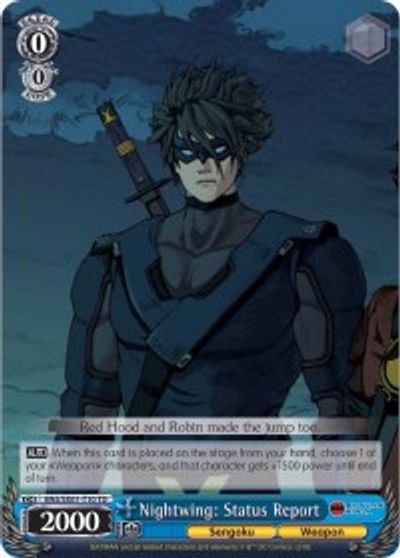 0
0
Red Hood and Robin made the jump too.
AUTO When this card is placed on the stage from your hand, choose 1 of
your «Weapon» characters, and that character gets +1500 power until
end of turn.
Nightwing: Status Report
2000
Sengoku Weapon